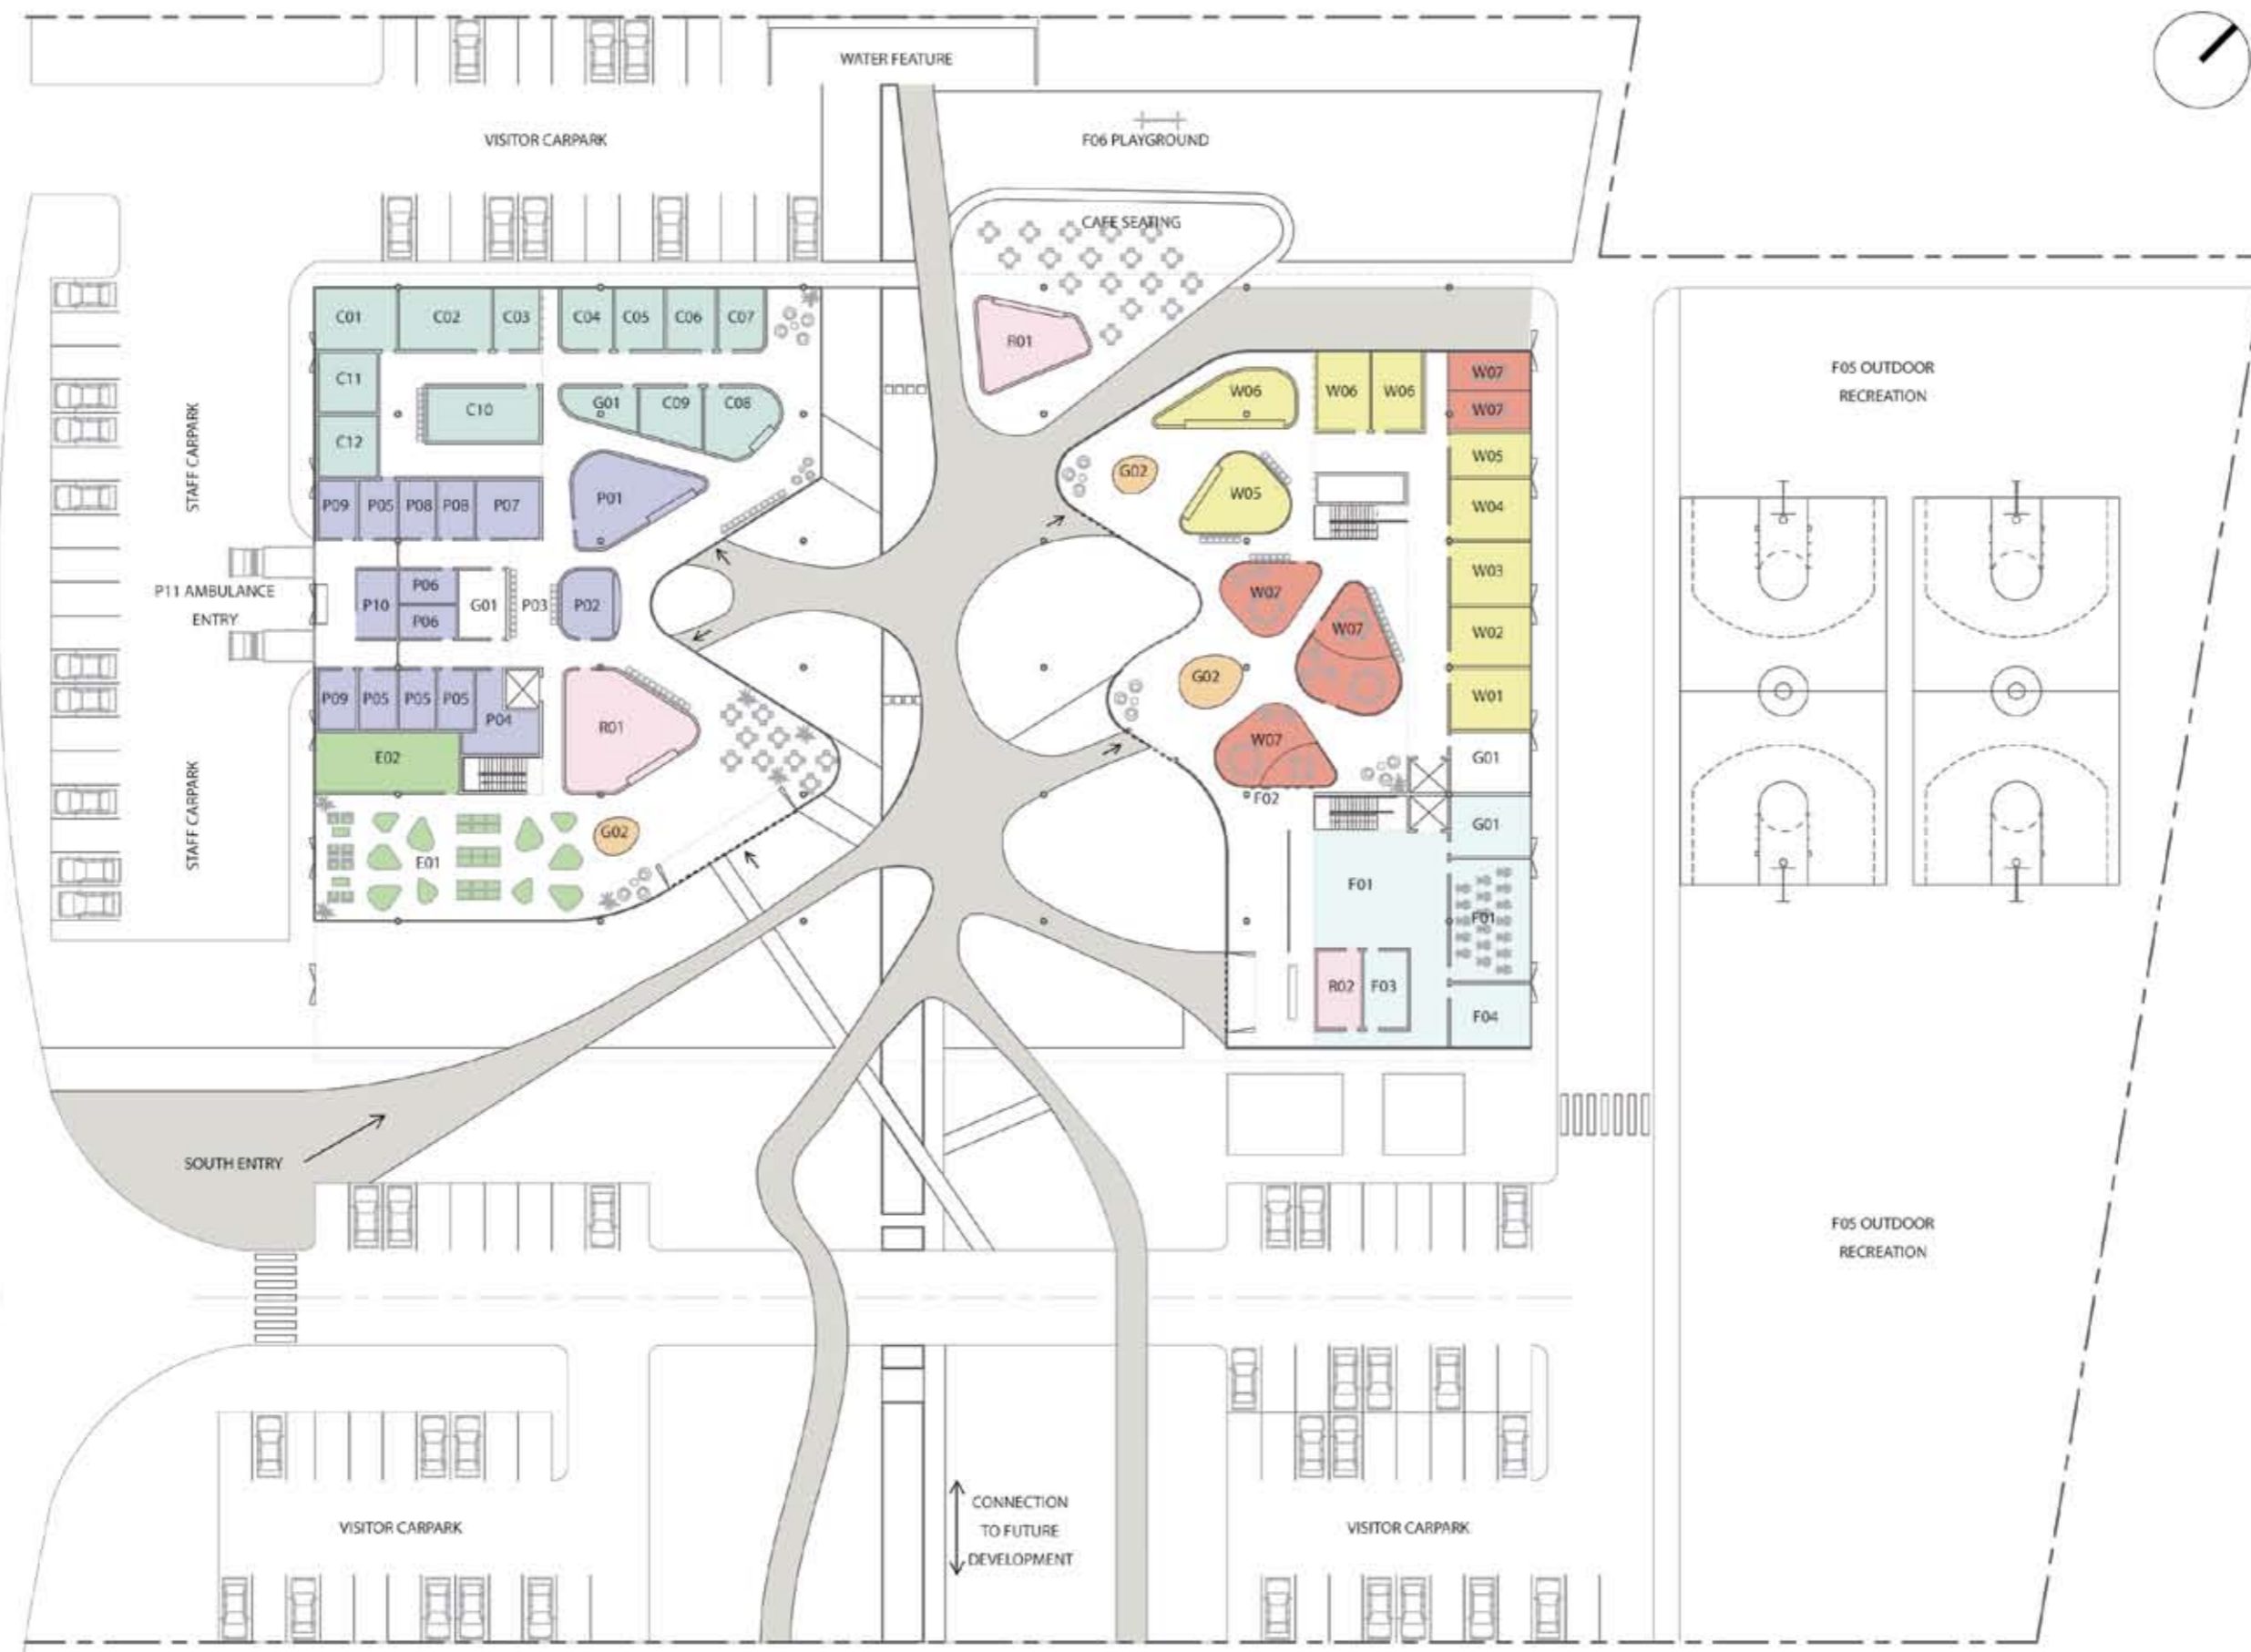 WATER FEATURE
VISITOR CARPARK
F06 PLAYGROUND
CAFE SEATING
R01
C01
C02
C03
C04
C05
C06
C07
C11
C10
G01
C09
C08
C12
P09
P05
P08
P08
P07
P01
STAFF CARPARK
P11 AMBULANCE
ENTRY
P10
P06
P06
G01
P03
P02
P09
P05
P05
P05
P04
R01
E02
E01
G02
STAFF CARPARK
W06
W06
W06
W07
W07
G02
W05
W05
W04
W03
W07
W07
W02
G02
W01
W07
G01
F02
G01
F01
F01
R02
F03
F04
F05 OUTDOOR
RECREATION
SOUTH ENTRY
F05 OUTDOOR
RECREATION
VISITOR CARPARK
CONNECTION
TO FUTURE
DEVELOPMENT
VISITOR CARPARK